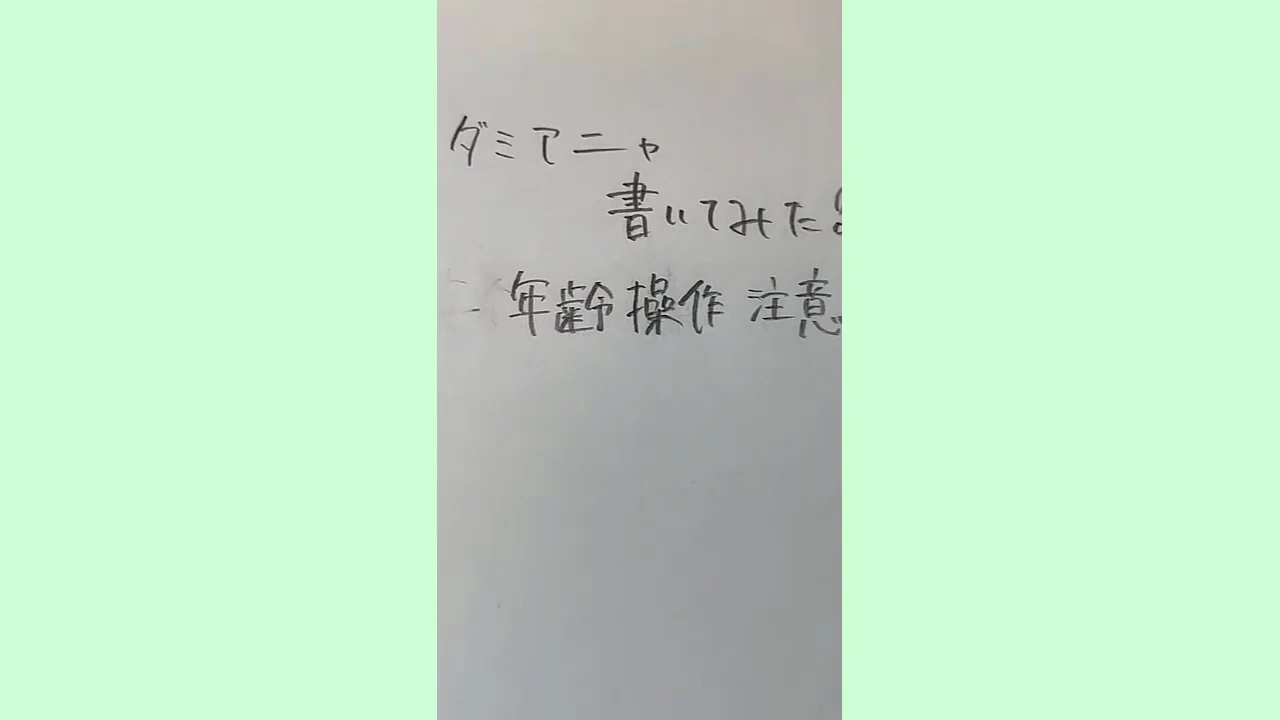 ダミアニャ
書いてみた
年齢操作 注意